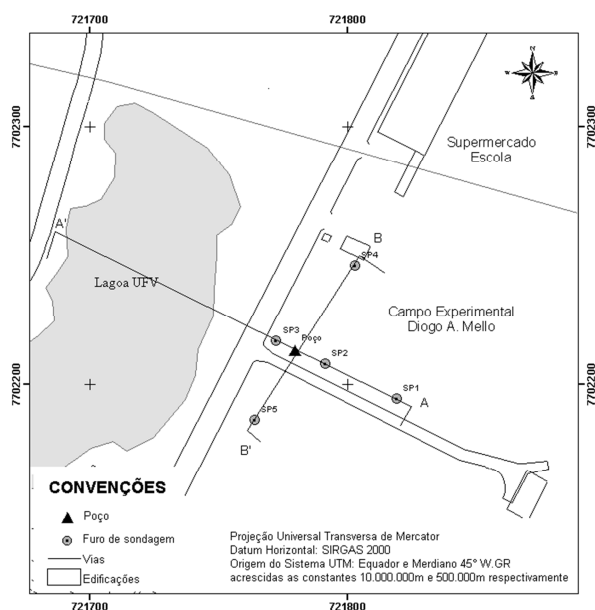 721700
721800
7702300
7702300
N
Supermercado
Escola
A'
B
SP4
Lagoa UFV
Campo Experimental
Diogo A. Mello
SP3
Poço
SP2
7702200
7702200
SP1
A
SP5
B'
CONVENÇÕES
Poço
Furo de sondagem
Vias
Edificações
Projeção Universal Transversa de Mercator
Datum Horizontal: SIRGAS 2000
Origem do Sistema UTM: Equador e Merdiano 45° W.GR
acrescidas as constantes 10.000.000m e 500.000m respectivamente
721700
721800